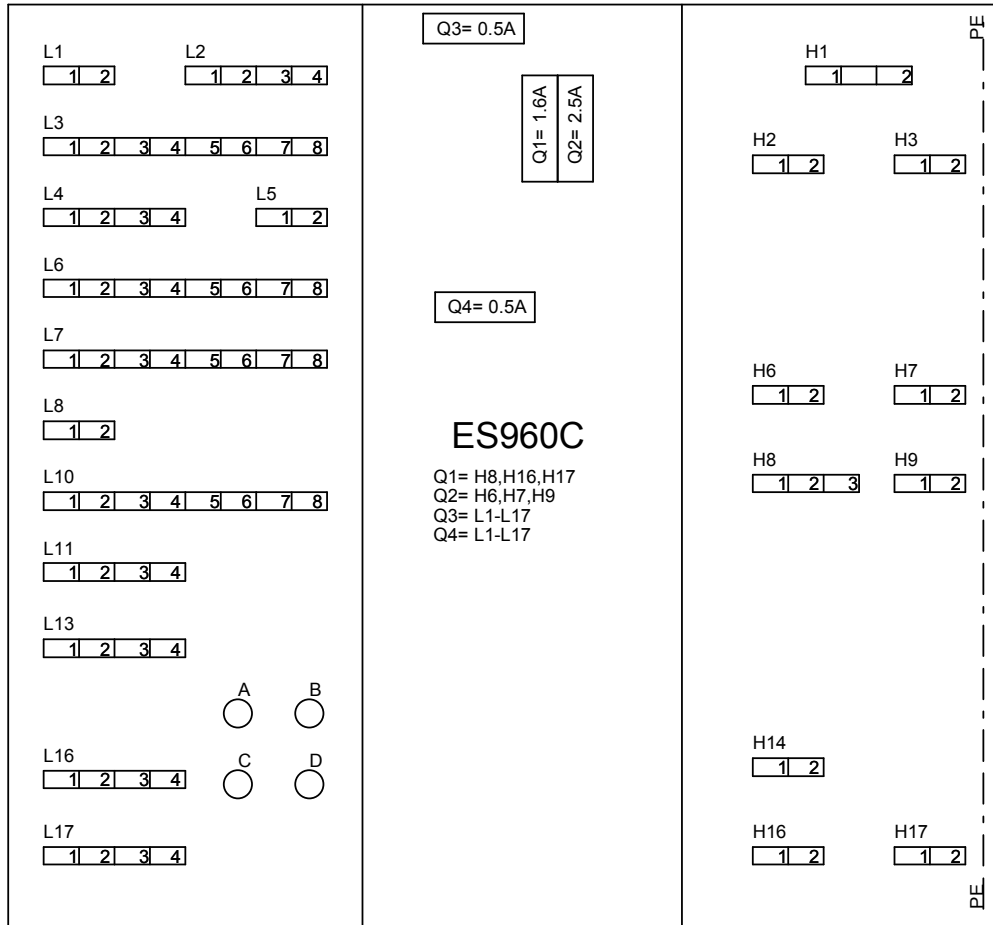 Q3= 0.5A
PE
L1
L2
H1
1 2
1 2 3 4
1 2
Q1= 1.6A
Q2= 2.5A
L3
H2
H3
1 2 3 4 5 6 7 8
1 2
1 2
L4
L5
1 2 3 4
1 2
L6
1 2 3 4 5 6 7 8
Q4= 0.5A
L7
1 2 3 4 5 6 7 8
H6
H7
1 2
1 2
L8
1 2
ES960C
Q1= H8,H16,H17
Q2= H6,H7,H9
Q3= L1-L17
Q4= L1-L17
H8
H9
1 2 3
1 2
L10
1 2 3 4 5 6 7 8
L11
1 2 3 4
L13
1 2 3 4
A
B
L16
C
D
1 2 3 4
H14
1 2
L17
1 2 3 4
H16
H17
1 2
1 2
PE